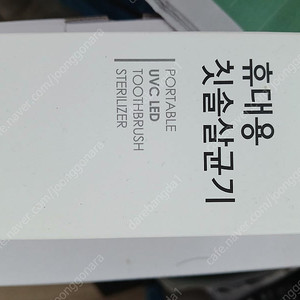 휴대용
칫솔살균기
PORTABLE
UVC LED
TOOTHBRUSH
STERILIZER